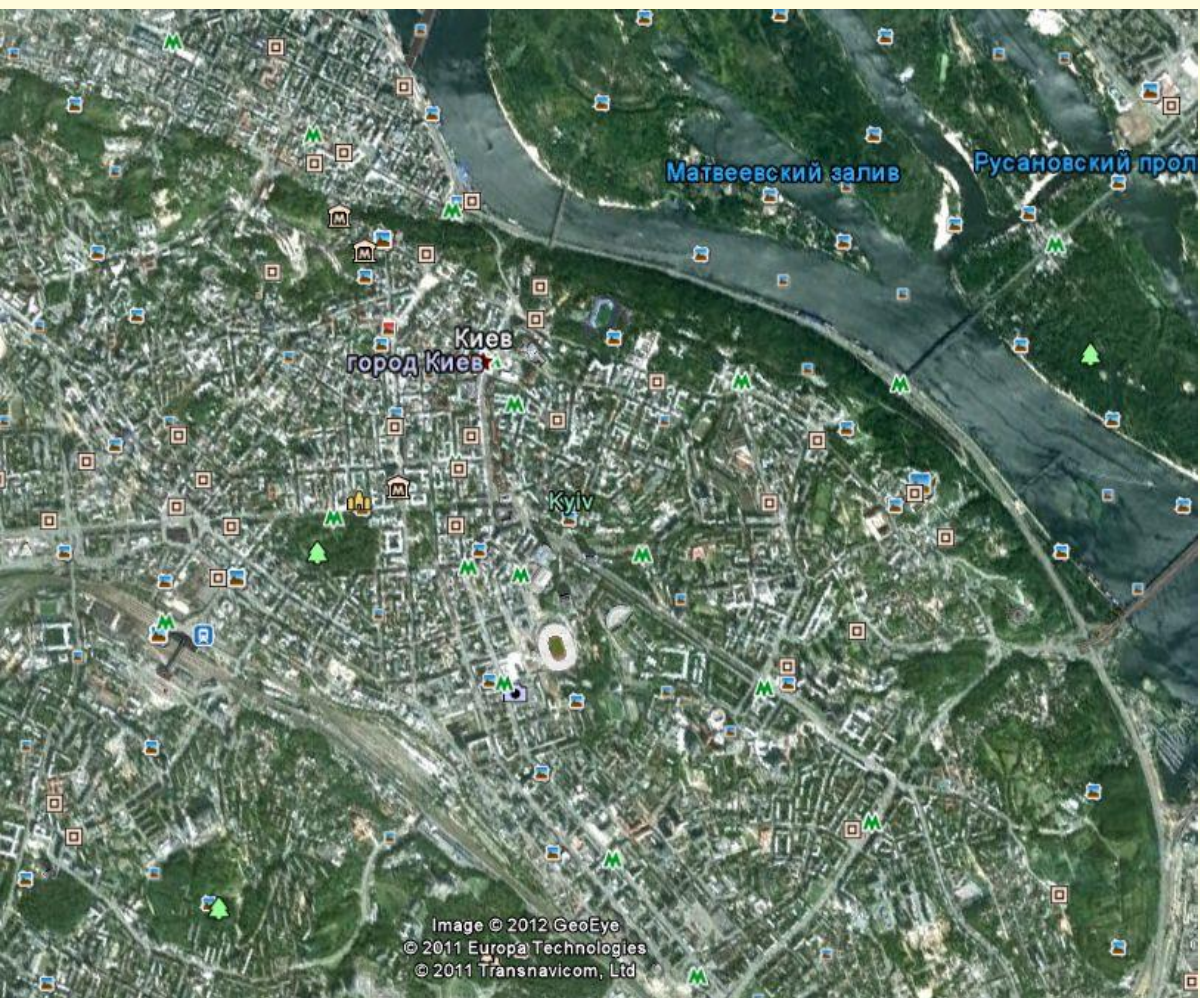 Матвеевский залив
Русановский прол
Киев
город Киев
Kyiv
Image © 2012 GeoEye
© 2011 Europa Technologies
© 2011 Transnavicom, Ltd